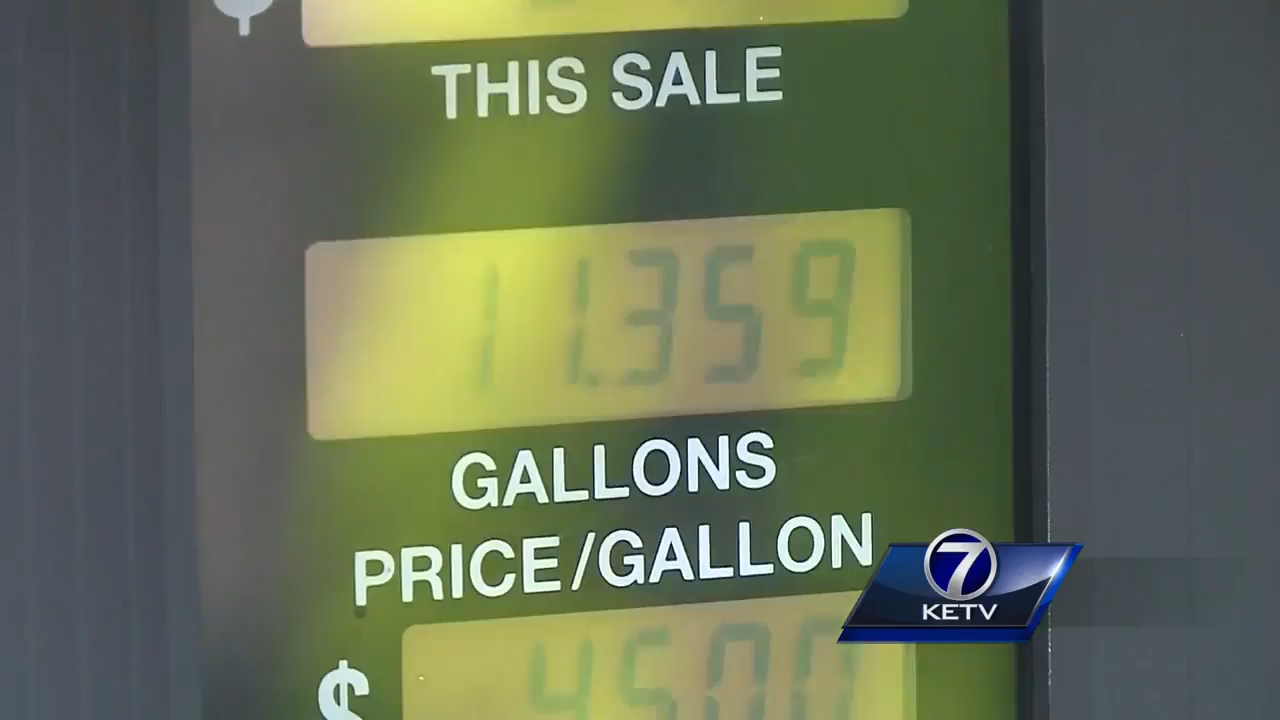 THIS SALE
11.359
GALLONS
PRICE/GALLON
$
7
KETV